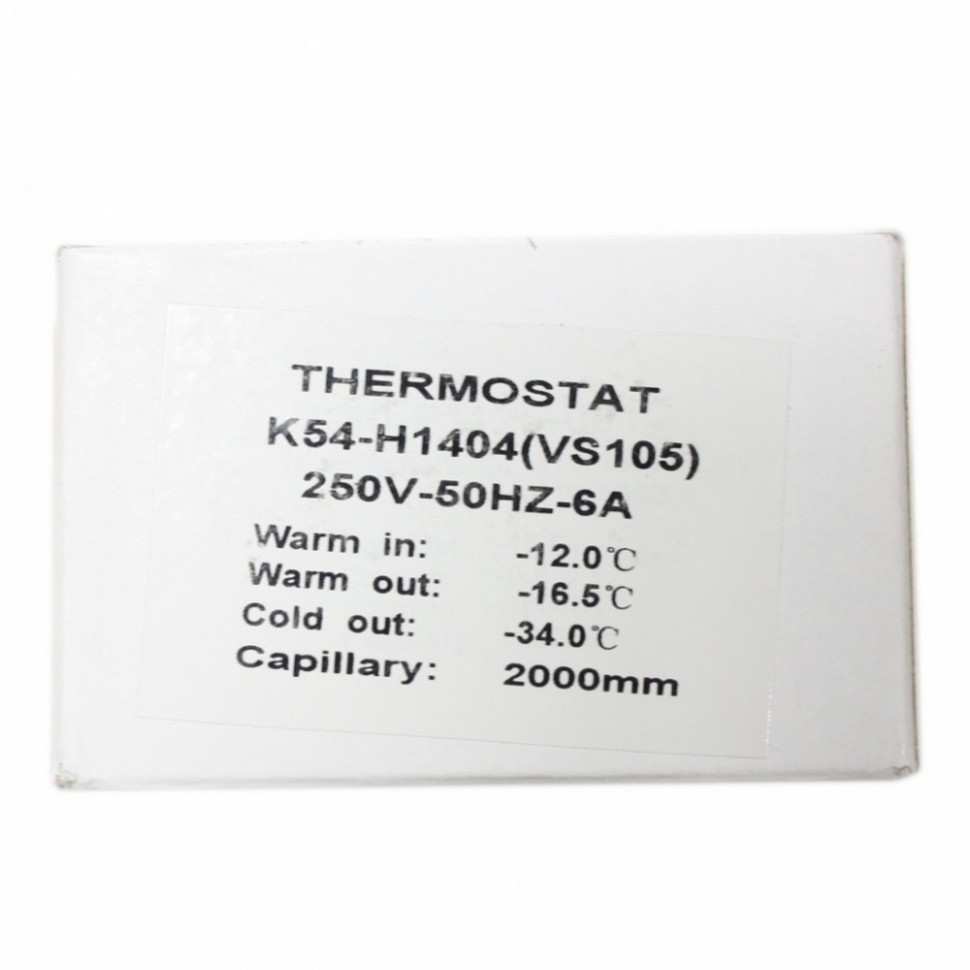 THERMOSTAT
K54-H1404(VS105)
250V-50HZ-6A
Warm in: -12.0℃
Warm out: -16.5℃
Cold out: -34.0℃
Capillary: 2000mm